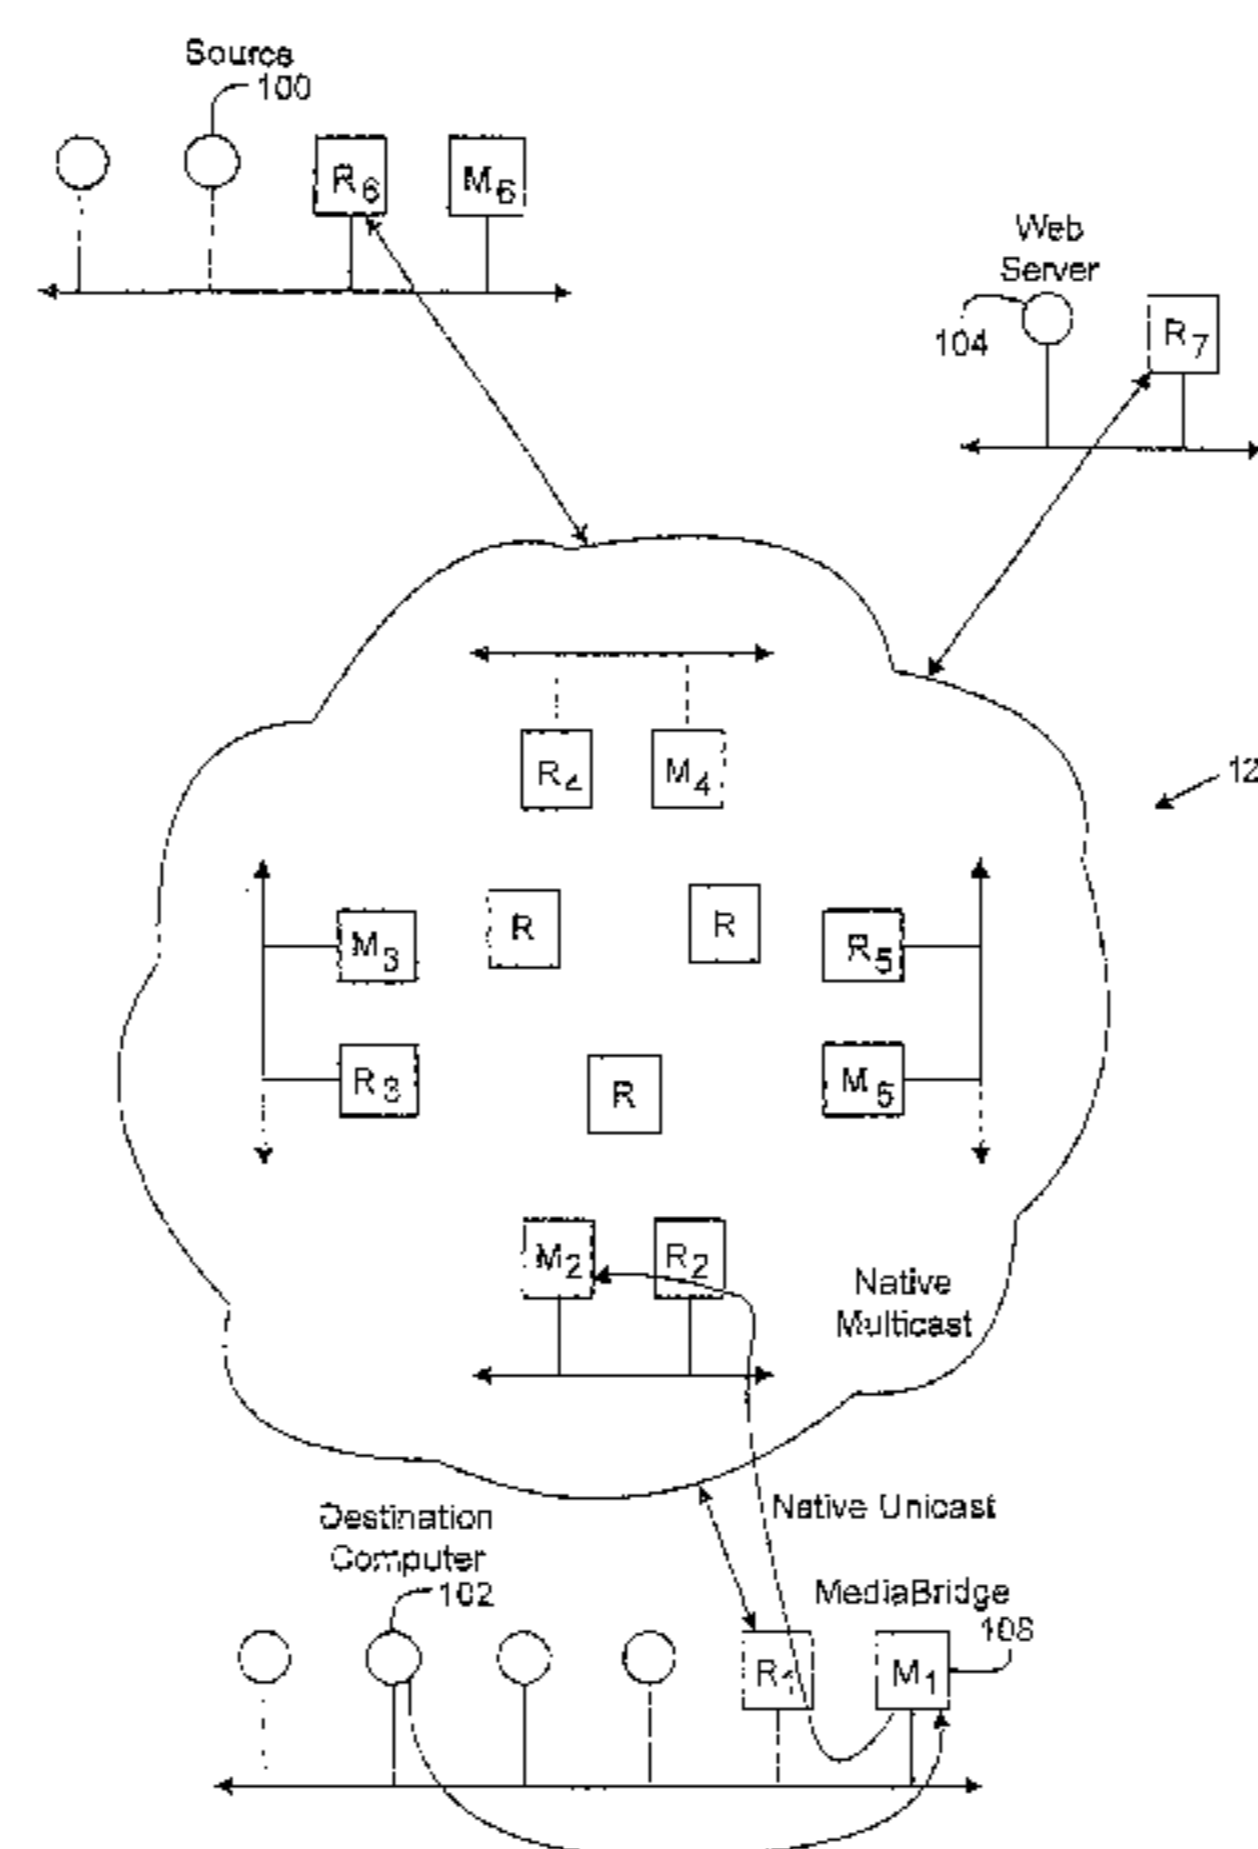 Source
100
R6
M6
Web
Server
104
R7
R4
M4
12
M3
R
R
R5
R3
R
M5
M2
R2
Native
Multicast
Native Unicast
Destination
Computer
102
MediaBridge
108
R1
M1